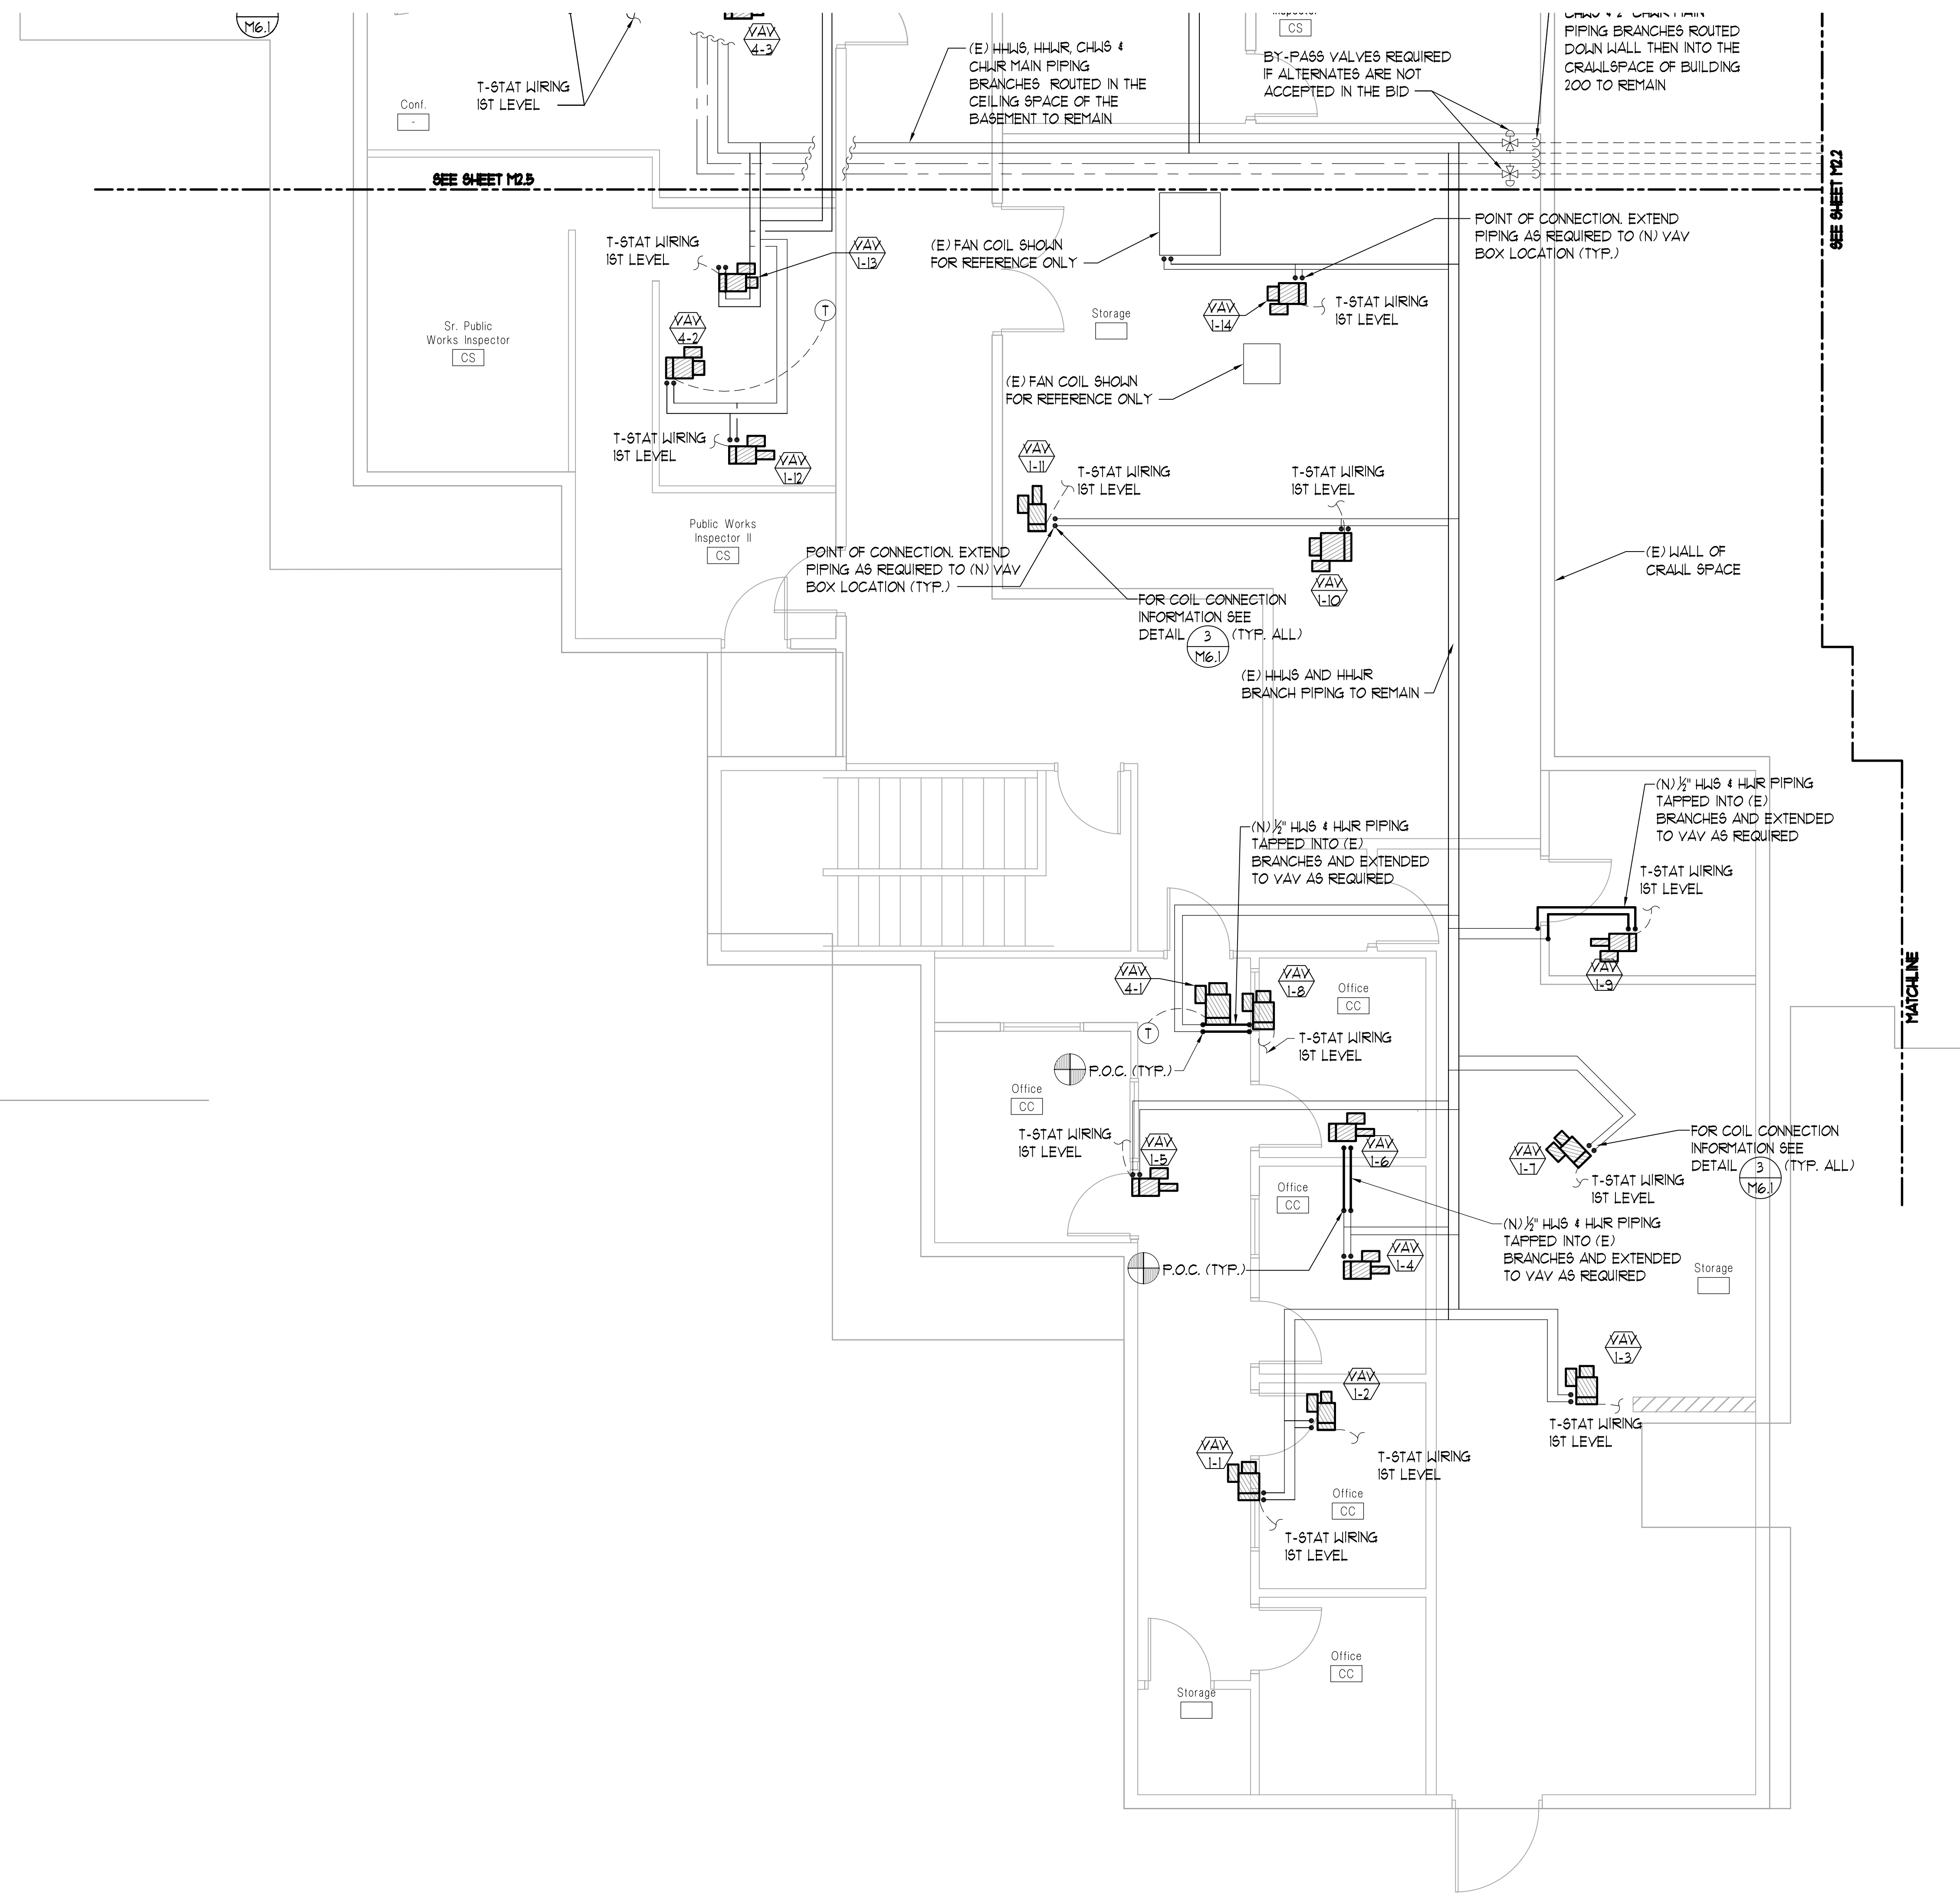 M6.1
VAV
4-3
T-STAT WIRING
1ST LEVEL
Conf.
-
(E) HHWS, HHWR, CHWS &
CHWR MAIN PIPING
BRANCHES ROUTED IN THE
CEILING SPACE OF THE
BASEMENT TO REMAIN
Inspector
CS
BY-PASS VALVES REQUIRED
IF ALTERNATES ARE NOT
ACCEPTED IN THE BID
CHWS & 2" CHWR MAIN
PIPING BRANCHES ROUTED
DOWN WALL THEN INTO THE
CRAWLSPACE OF BUILDING
200 TO REMAIN
SEE SHEET M2.5
SEE SHEET M2.2
T-STAT WIRING
1ST LEVEL
VAV
1-13
(E) FAN COIL SHOWN
FOR REFERENCE ONLY
POINT OF CONNECTION. EXTEND
PIPING AS REQUIRED TO (N) VAV
BOX LOCATION (TYP.)
T
VAV
4-2
Sr. Public
Works Inspector
CS
Storage
VAV
1-14
T-STAT WIRING
1ST LEVEL
(E) FAN COIL SHOWN
FOR REFERENCE ONLY
T-STAT WIRING
1ST LEVEL
VAV
1-12
VAV
1-11
T-STAT WIRING
1ST LEVEL
T-STAT WIRING
1ST LEVEL
Public Works
Inspector II
CS
POINT OF CONNECTION. EXTEND
PIPING AS REQUIRED TO (N) VAV
BOX LOCATION (TYP.)
VAV
1-10
(E) WALL OF
CRAWL SPACE
FOR COIL CONNECTION
INFORMATION SEE
DETAIL 3 (TYP. ALL)
M6.1
(E) HHWS AND HHWR
BRANCH PIPING TO REMAIN
(N) ½" HWS & HWR PIPING
TAPPED INTO (E)
BRANCHES AND EXTENDED
TO VAV AS REQUIRED
(N) ½" HWS & HWR PIPING
TAPPED INTO (E)
BRANCHES AND EXTENDED
TO VAV AS REQUIRED
T-STAT WIRING
1ST LEVEL
VAV
1-9
MATCHLINE
VAV
4-1
VAV
1-8
Office
CC
T
T-STAT WIRING
1ST LEVEL
P.O.C. (TYP.)
Office
CC
T-STAT WIRING
1ST LEVEL
VAV
1-5
VAV
1-6
VAV
1-7
FOR COIL CONNECTION
INFORMATION SEE
DETAIL 3 (TYP. ALL)
M6.1
T-STAT WIRING
1ST LEVEL
Office
CC
(N) ½" HWS & HWR PIPING
TAPPED INTO (E)
BRANCHES AND EXTENDED
TO VAV AS REQUIRED
P.O.C. (TYP.)
VAV
1-4
Storage
VAV
1-3
VAV
1-2
T-STAT WIRING
1ST LEVEL
VAV
1-1
T-STAT WIRING
1ST LEVEL
Office
CC
T-STAT WIRING
1ST LEVEL
Office
CC
Storage